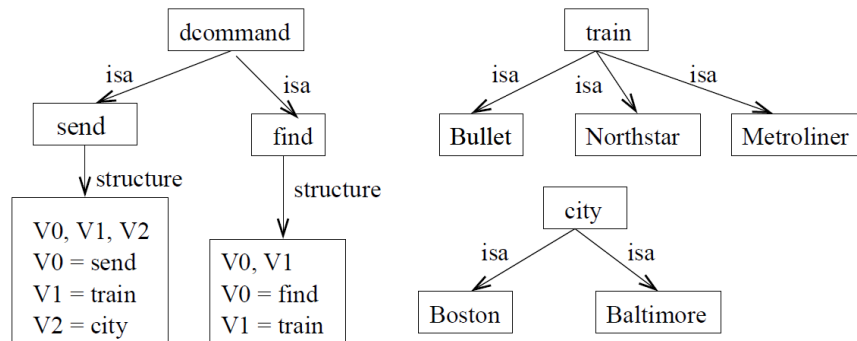 dcommand
isa
isa
send
find
structure
structure
V0, V1, V2
V0 = send
V1 = train
V2 = city
V0, V1
V0 = find
V1 = train
train
isa
isa
isa
Bullet
Northstar
Metroliner
city
isa
isa
Boston
Baltimore